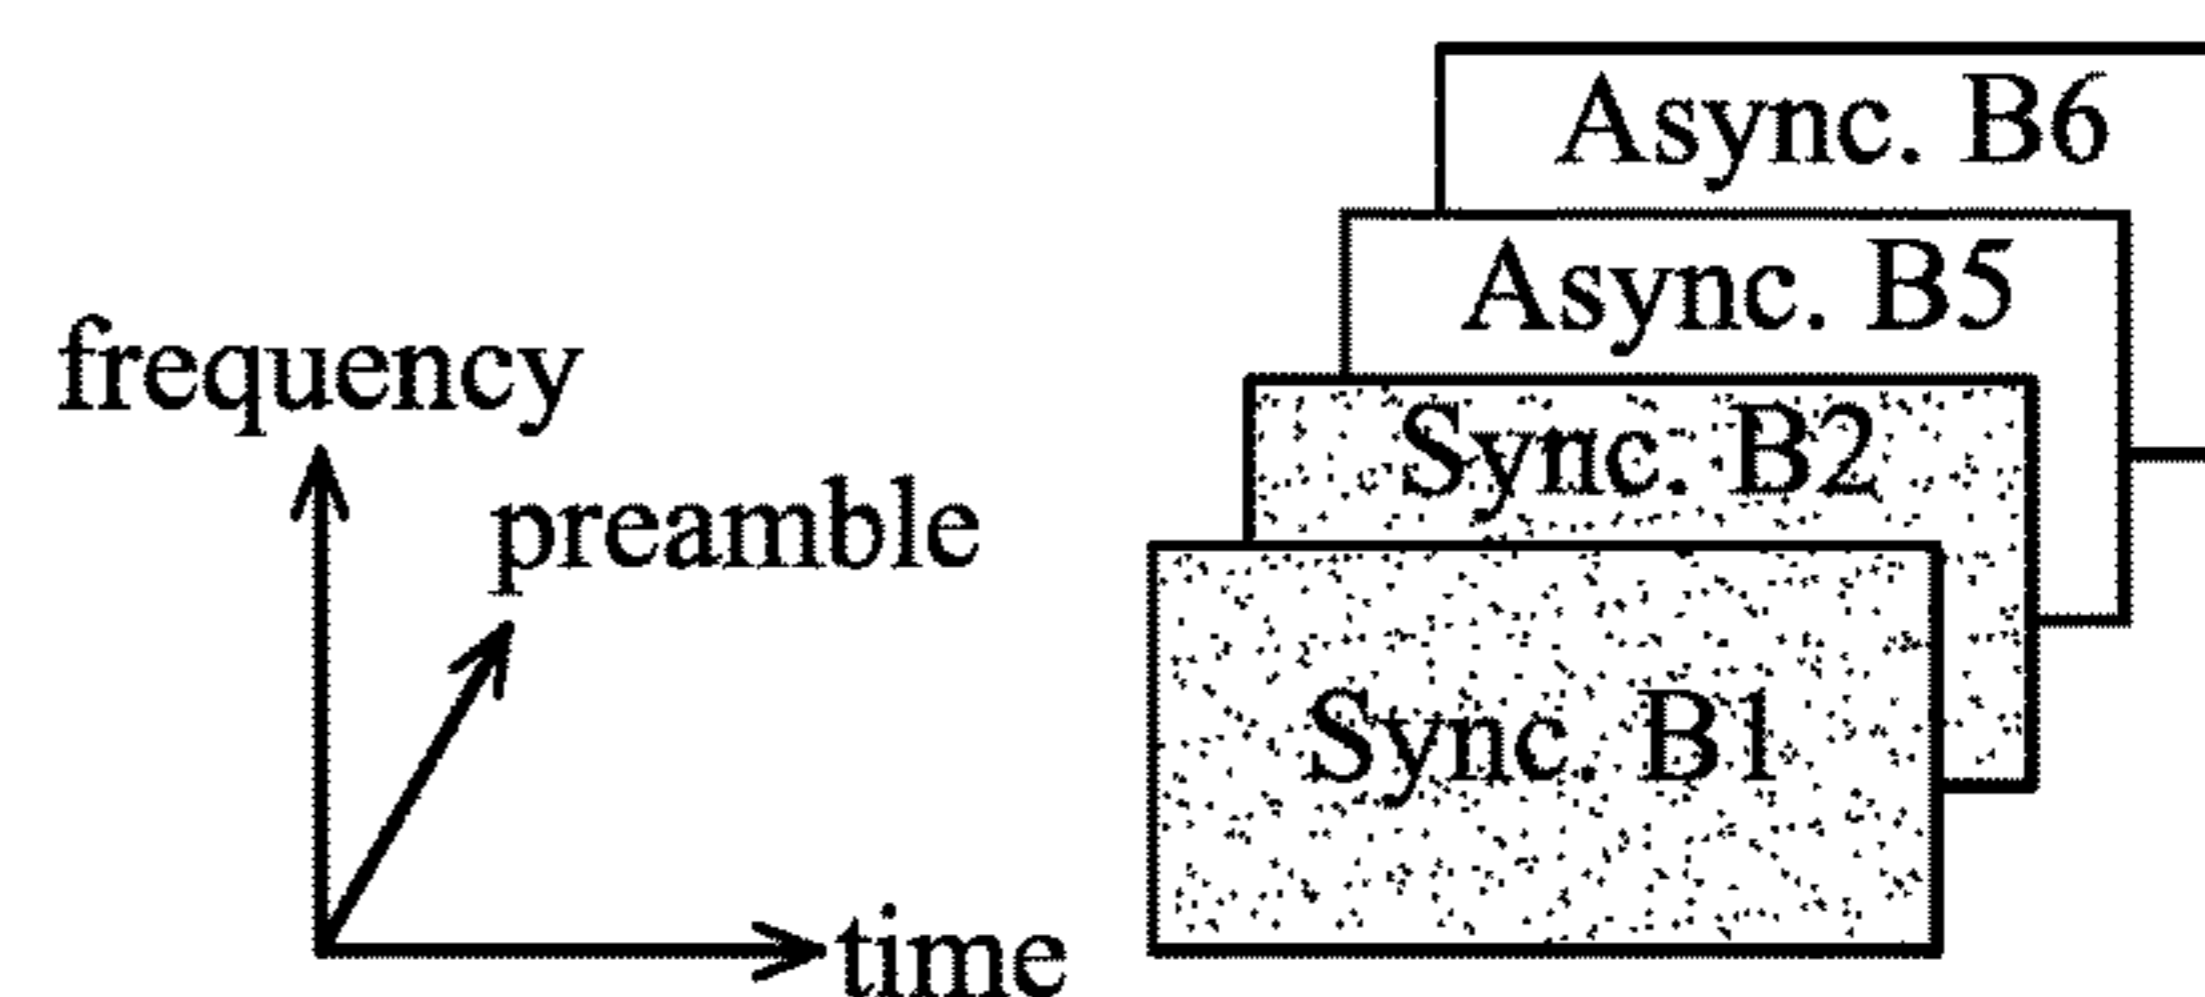 frequency
preamble
time
Async. B6
Async. B5
Sync. B2
Sync. B1